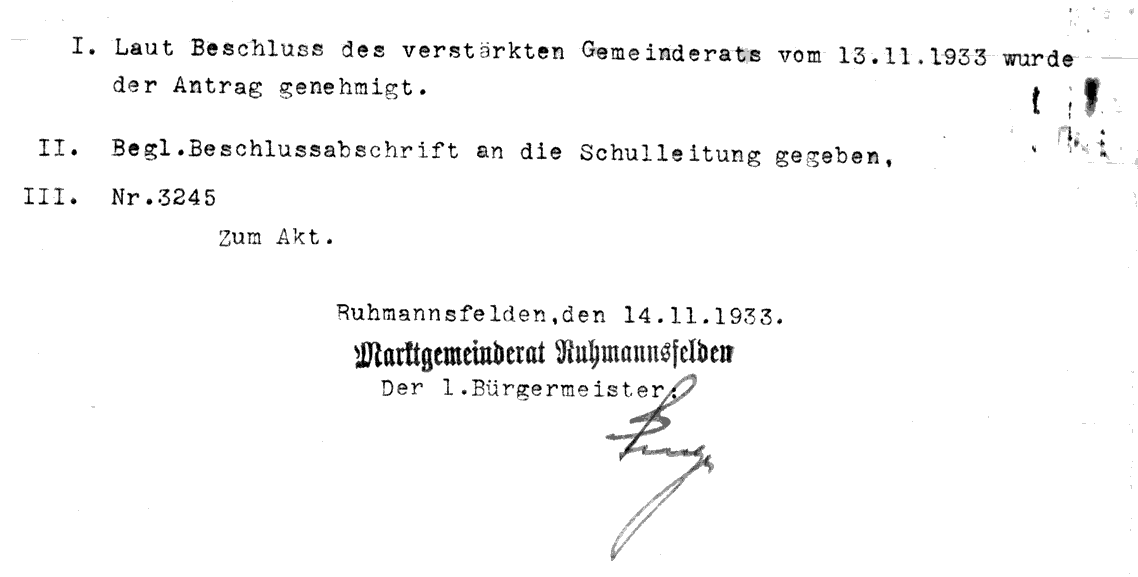 I. Laut Beschluss des verstärkten Gemeinderats vom 13.11.1933 wurde
der Antrag genehmigt.
II. Begl.Beschlussabschrift an die Schulleitung gegeben,
III. Nr.3245
Zum Akt.
Ruhmannsfelden,den 14.11.1933.
Marktgemeinderat Ruhmannsfelden
Der 1.Bürgermeister: